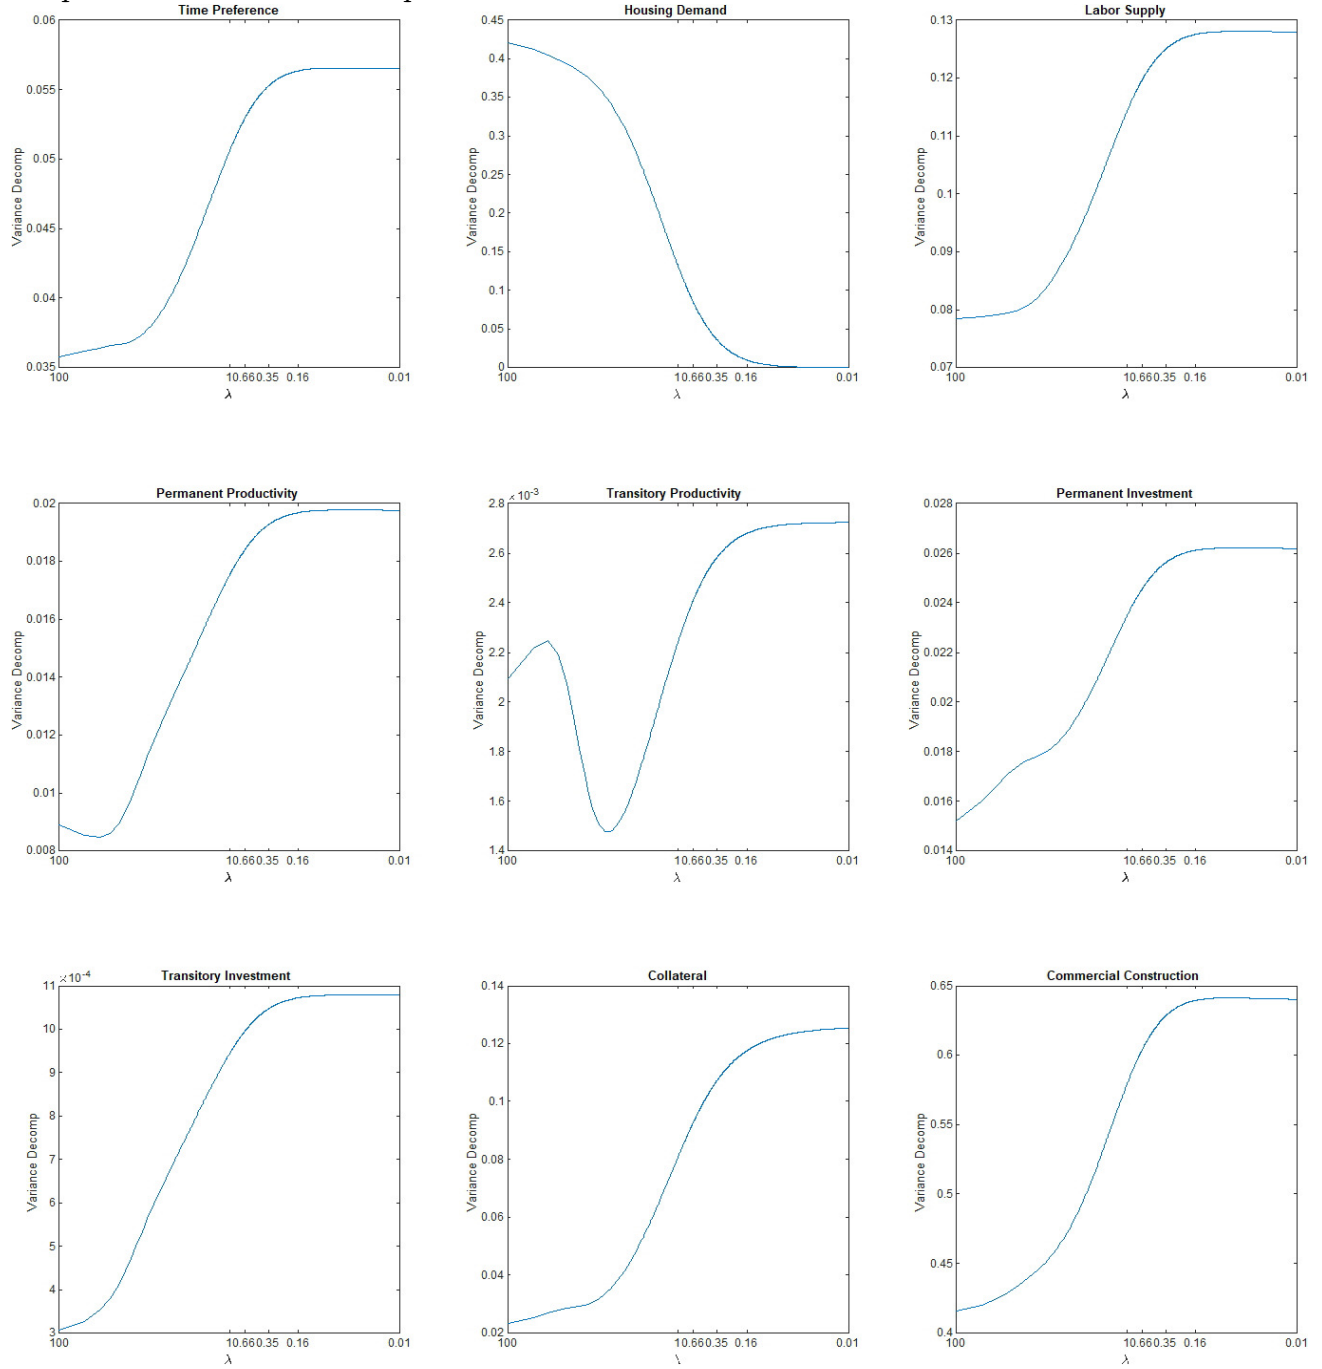 Time Preference
0.06
0.055
0.05
0.045
0.04
0.035
Variance Decomp
100 10.66 0.35 0.16 0.01
λ
Housing Demand
0.45
0.4
0.35
0.3
0.25
0.2
0.15
0.1
0.05
0
Variance Decomp
100 10.66 0.35 0.16 0.01
λ
Labor Supply
0.13
0.12
0.11
0.1
0.09
0.08
0.07
Variance Decomp
100 10.66 0.35 0.16 0.01
λ
Permanent Productivity
0.02
0.018
0.016
0.014
0.012
0.01
0.008
Variance Decomp
100 10.66 0.35 0.16 0.01
λ
Transitory Productivity
×10-3
2.8
2.6
2.4
2.2
2
1.8
1.6
1.4
Variance Decomp
100 10.66 0.35 0.16 0.01
λ
Permanent Investment
0.028
0.026
0.024
0.022
0.02
0.018
0.016
0.014
Variance Decomp
100 10.66 0.35 0.16 0.01
λ
Transitory Investment
×10-4
11
10
9
8
7
6
5
4
3
Variance Decomp
100 10.66 0.35 0.16 0.01
λ
Collateral
0.14
0.12
0.1
0.08
0.06
0.04
0.02
Variance Decomp
100 10.66 0.35 0.16 0.01
λ
Commercial Construction
0.65
0.6
0.55
0.5
0.45
0.4
Variance Decomp
100 10.66 0.35 0.16 0.01
λ